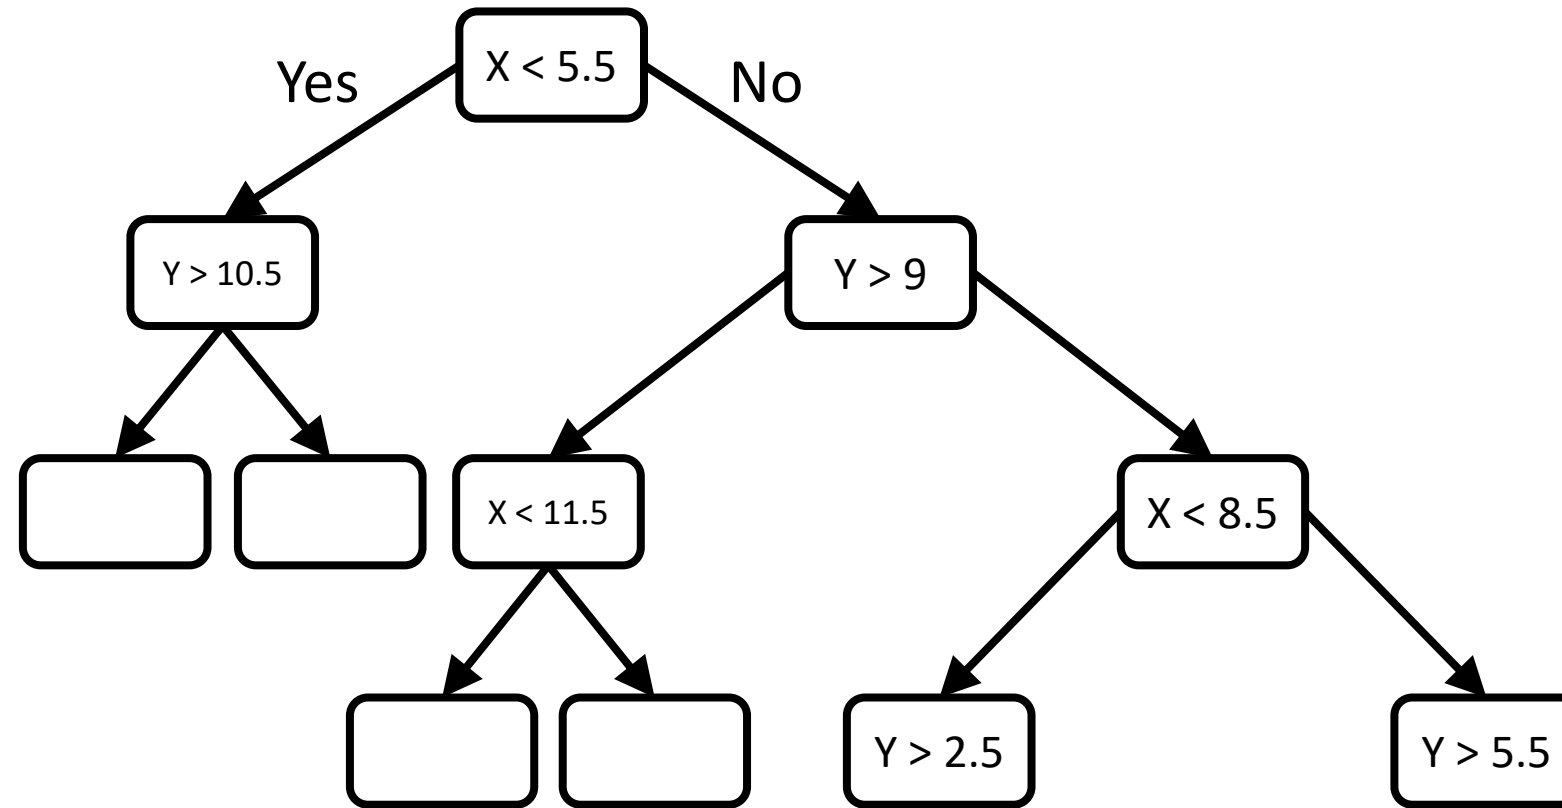 X < 5.5
Yes
No
Y > 10.5
Y > 9
X < 11.5
X < 8.5
Y > 2.5
Y > 5.5